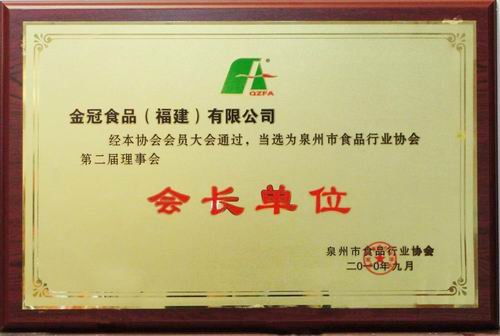 QZFA
金冠食品（福建）有限公司
经本协会会员大会通过，当选为泉州市食品行业协会
第二届理事会
会长单位
泉州市食品行业协会
二〇一〇年九月